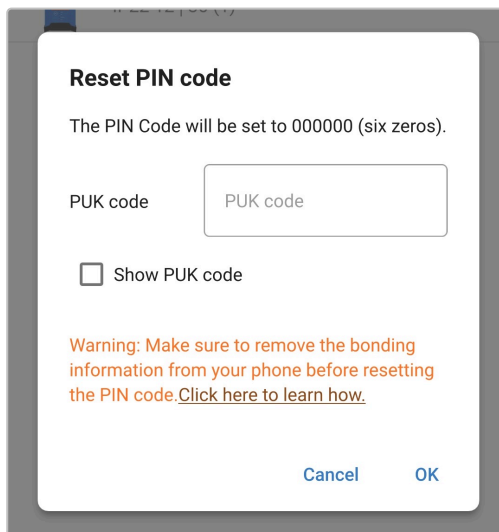 Reset PIN code
The PIN Code will be set to 000000 (six zeros).
PUK code
PUK code
Show PUK code
Warning: Make sure to remove the bonding
information from your phone before resetting
the PIN code.Click here to learn how.
Cancel
OK